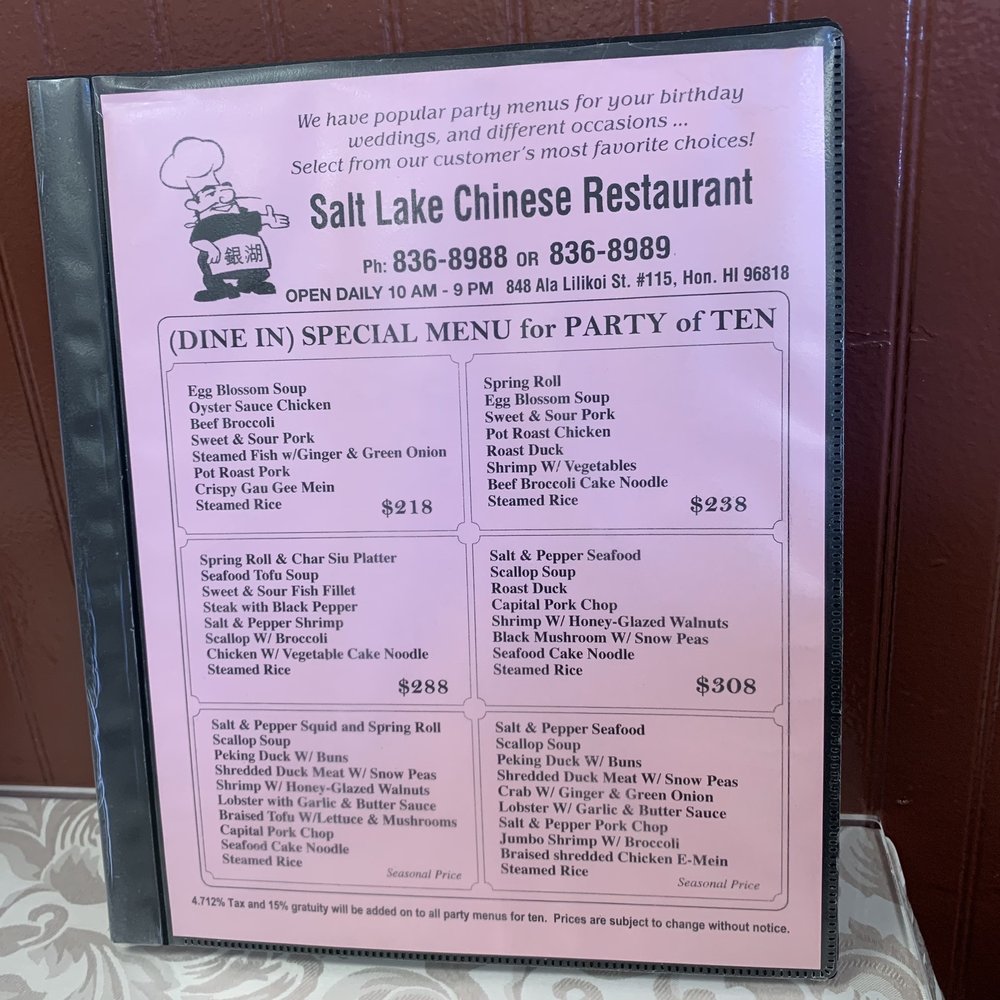 We have popular party menus for your birthday
weddings, and different occasions ...
Select from our customer's most favorite choices!
銀湖
Salt Lake Chinese Restaurant
Ph: 836-8988 OR 836-8989
OPEN DAILY 10 AM - 9 PM 848 Ala Lilikoi St. #115, Hon. HI 96818
(DINE IN) SPECIAL MENU for PARTY of TEN
Egg Blossom Soup
Oyster Sauce Chicken
Beef Broccoli
Sweet & Sour Pork
Steamed Fish w/Ginger & Green Onion
Pot Roast Pork
Crispy Gau Gee Mein
Steamed Rice
$218
Spring Roll
Egg Blossom Soup
Sweet & Sour Pork
Pot Roast Chicken
Roast Duck
Shrimp W/ Vegetables
Beef Broccoli Cake Noodle
Steamed Rice
$238
Spring Roll & Char Siu Platter
Seafood Tofu Soup
Sweet & Sour Fish Fillet
Steak with Black Pepper
Salt & Pepper Shrimp
Scallop W/ Broccoli
Chicken W/ Vegetable Cake Noodle
Steamed Rice
$288
Salt & Pepper Seafood
Scallop Soup
Roast Duck
Capital Pork Chop
Shrimp W/ Honey-Glazed Walnuts
Black Mushroom W/ Snow Peas
Seafood Cake Noodle
Steamed Rice
$308
Salt & Pepper Squid and Spring Roll
Scallop Soup
Peking Duck W/ Buns
Shredded Duck Meat W/ Snow Peas
Shrimp W/ Honey-Glazed Walnuts
Lobster with Garlic & Butter Sauce
Braised Tofu W/Lettuce & Mushrooms
Capital Pork Chop
Seafood Cake Noodle
Steamed Rice
Seasonal Price
Salt & Pepper Seafood
Scallop Soup
Peking Duck W/ Buns
Shredded Duck Meat W/ Snow Peas
Crab W/ Ginger & Green Onion
Lobster W/ Garlic & Butter Sauce
Salt & Pepper Pork Chop
Jumbo Shrimp W/ Broccoli
Braised shredded Chicken E-Mein
Steamed Rice
Seasonal Price
4.712% Tax and 15% gratuity will be added on to all party menus for ten. Prices are subject to change without notice.